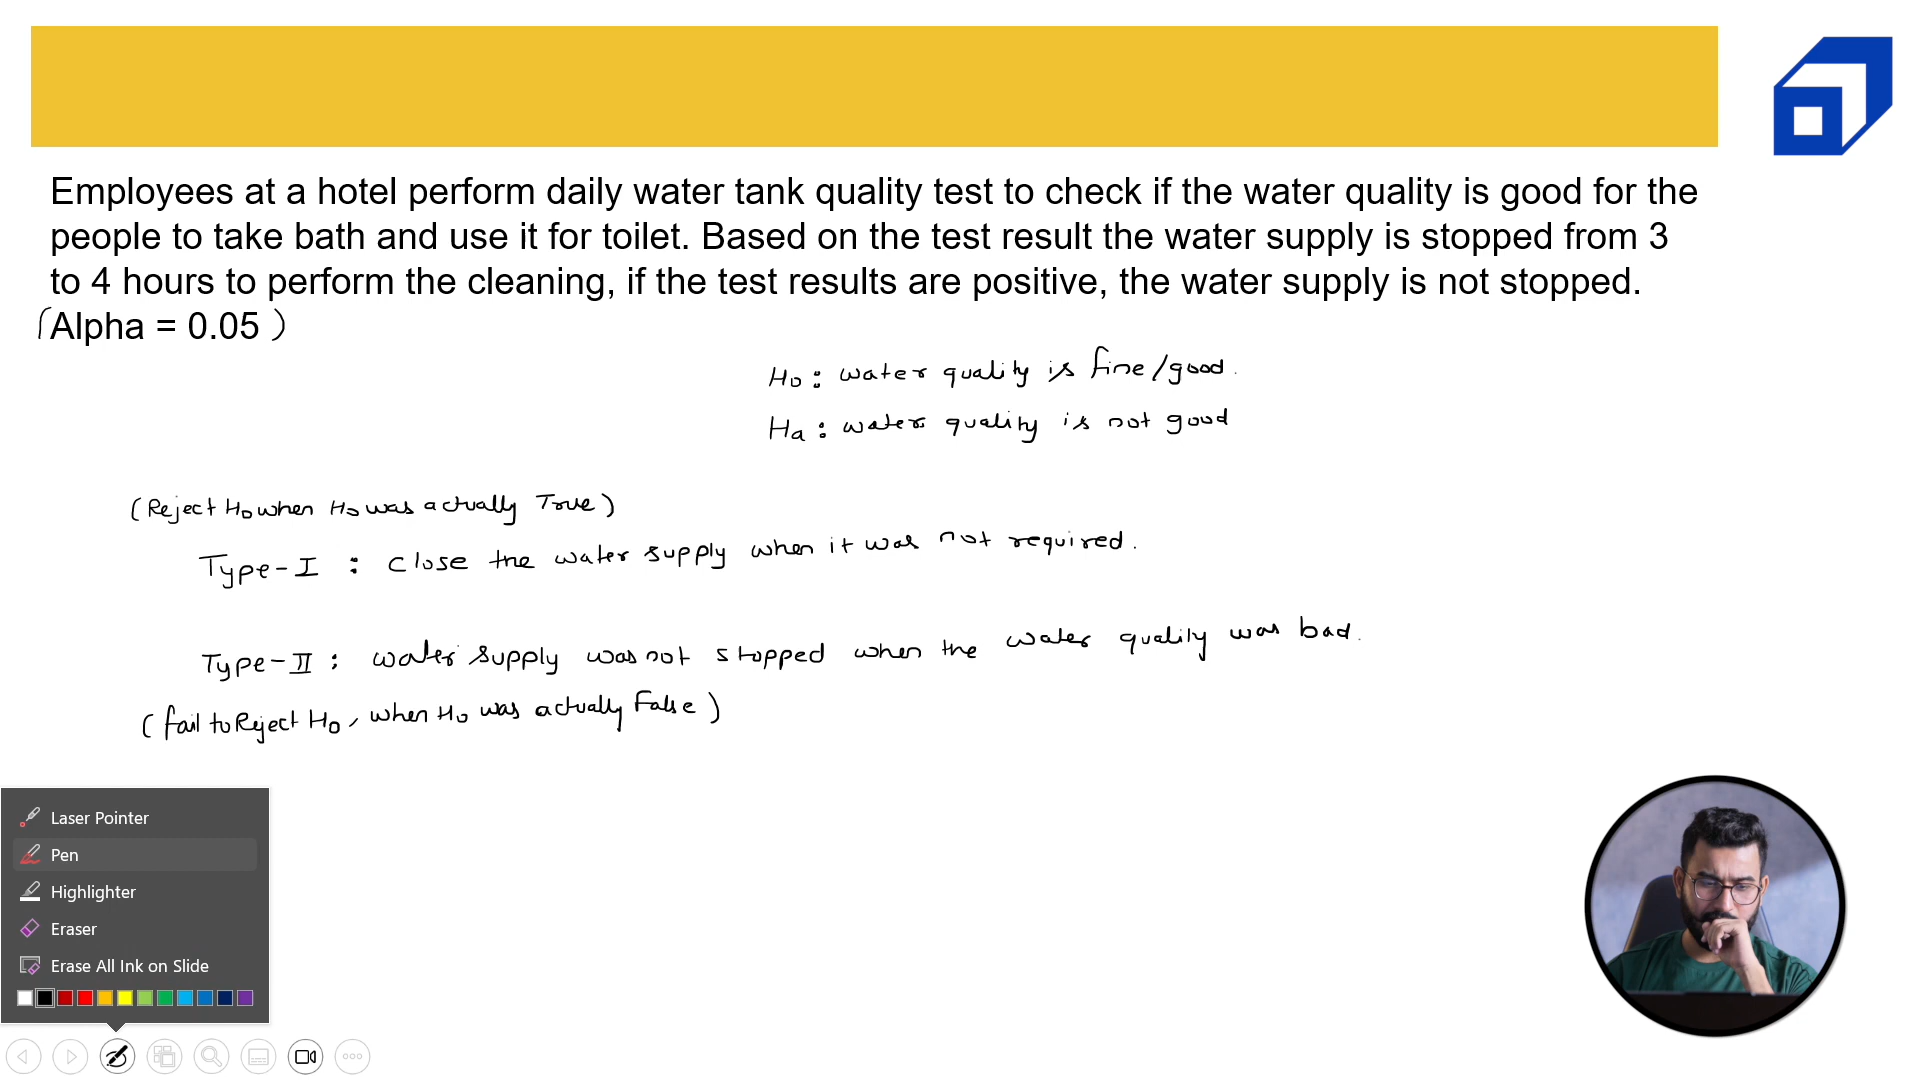 Employees at a hotel perform daily water tank quality test to check if the water quality is good for the
people to take bath and use it for toilet. Based on the test result the water supply is stopped from 3
to 4 hours to perform the cleaning, if the test results are positive, the water supply is not stopped.
(Alpha = 0.05)
H0 : water quality is fine/good.
Ha : water quality is not good
(Reject H0 when H0 was actually True)
Type-I : close the water supply when it was not required.
Type-II : water supply was not stopped when the water quality was bad.
(fail to Reject H0, when H0 was actually False)
Laser Pointer
Pen
Highlighter
Eraser
Erase All Ink on Slide